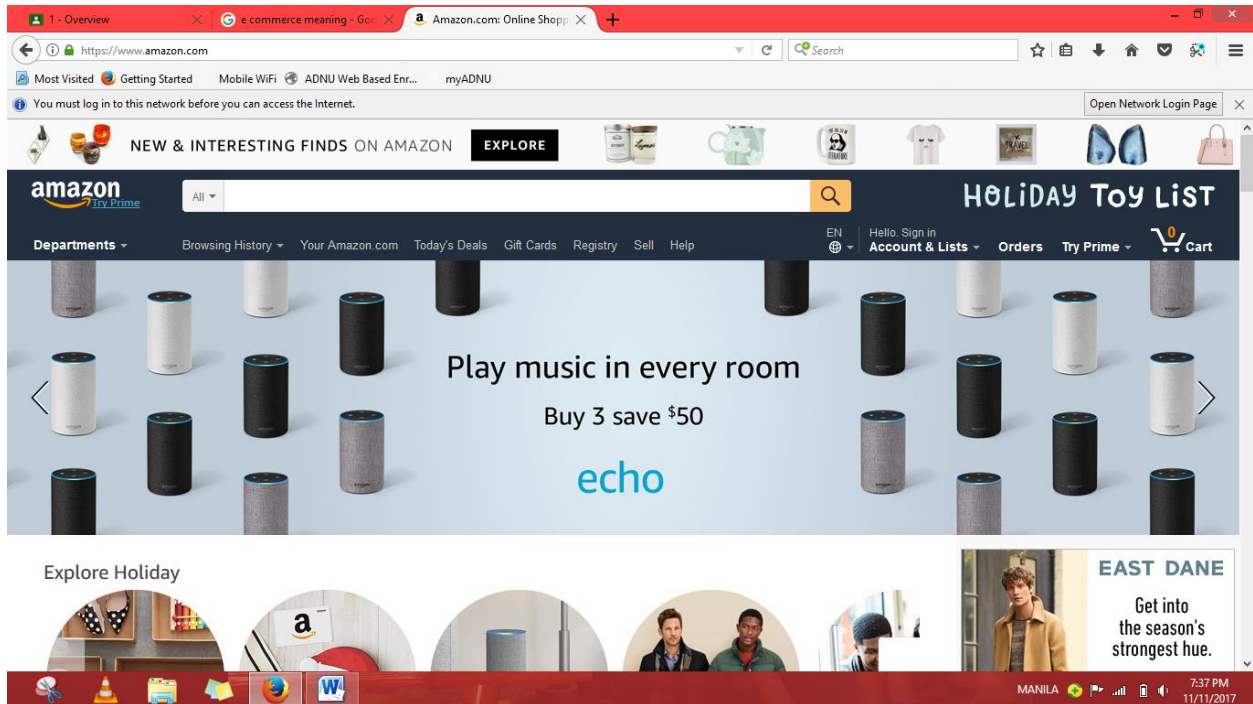 1 - Overview
e commerce meaning - Goo
Amazon.com: Online Shopp
https://www.amazon.com
Search
Most Visited Getting Started Mobile WiFi ADNU Web Based Enr... myADNU
You must log in to this network before you can access the Internet.
Open Network Login Page
NEW & INTERESTING FINDS ON AMAZON EXPLORE
TRAVEL
amazon
Try Prime
All
HOLiDAY TOY LiST
Departments
Browsing History Your Amazon.com Today's Deals Gift Cards Registry Sell Help
EN
Hello. Sign in
Account & Lists
Orders
Try Prime
0
Cart
Play music in every room
Buy 3 save $50
echo
Explore Holiday
a
EAST DANE
Get into
the season's
strongest hue.
MANILA
7:37 PM
11/11/2017